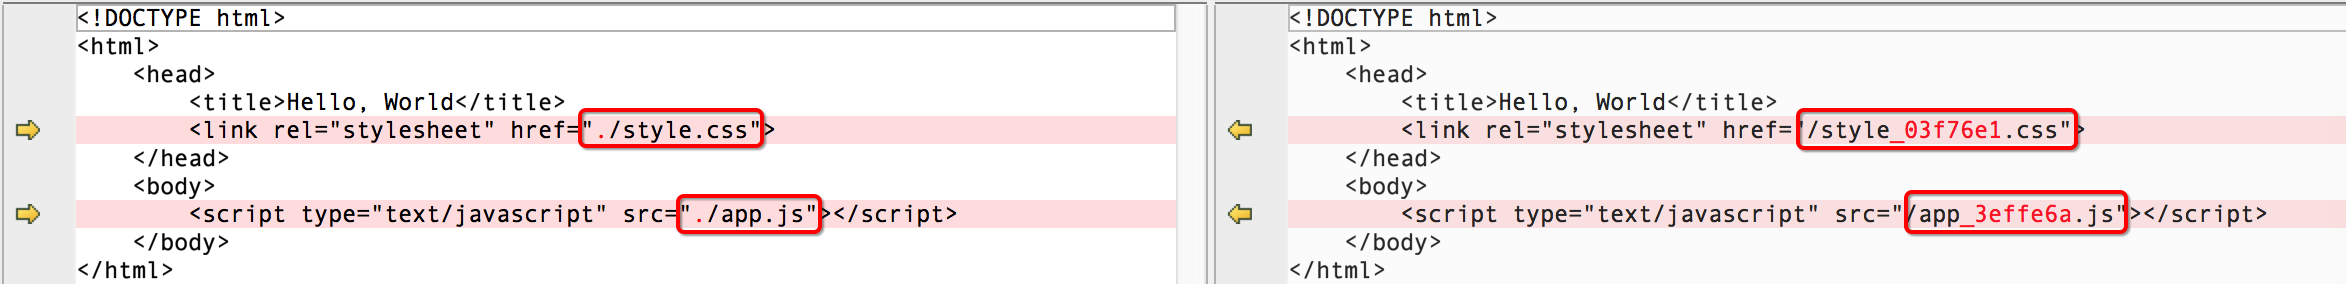 <!DOCTYPE html>
<html>
    <head>
        <title>Hello, World</title>
        <link rel="stylesheet" href="./style.css">
    </head>
    <body>
        <script type="text/javascript" src="./app.js"></script>
    </body>
</html>
<!DOCTYPE html>
<html>
    <head>
        <title>Hello, World</title>
        <link rel="stylesheet" href="/style_03f76e1.css">
    </head>
    <body>
        <script type="text/javascript" src="/app_3effe6a.js"></script>
    </body>
</html>